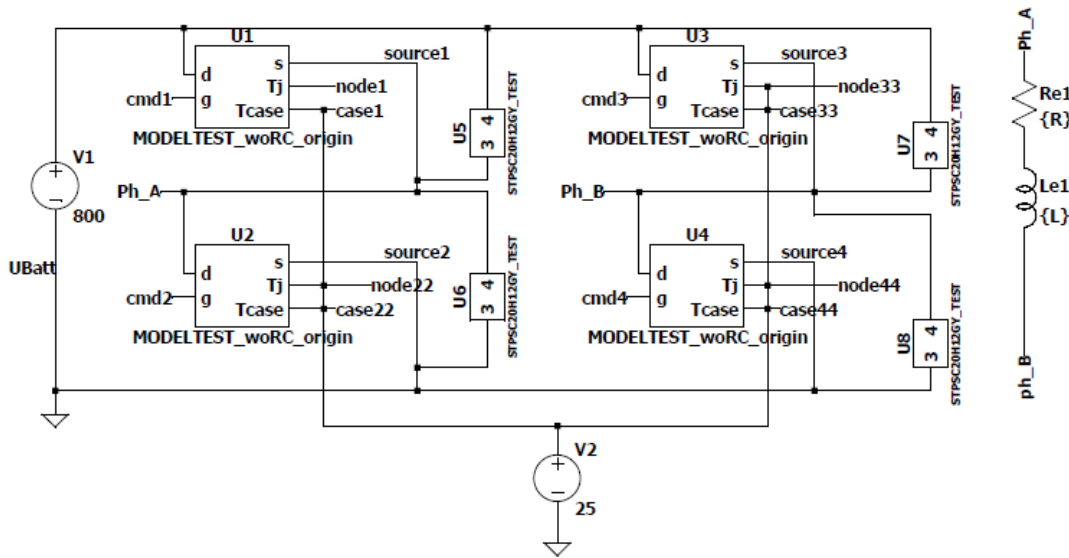 U1
d
g
s
Tj
Tcase
cmd1
source1
node1
case1
MODELTEST_woRC_origin
U5
3 4
STPSC20H12GY_TEST
U3
d
g
s
Tj
Tcase
cmd3
source3
node33
case33
MODELTEST_woRC_origin
U7
3 4
STPSC20H12GY_TEST
Ph_A
Re1
{R}
Le1
{L}
ph_B
V1
800
UBatt
Ph_A
U2
d
g
s
Tj
Tcase
cmd2
source2
node22
case22
MODELTEST_woRC_origin
U6
3 4
STPSC20H12GY_TEST
Ph_B
U4
d
g
s
Tj
Tcase
cmd4
source4
node44
case44
MODELTEST_woRC_origin
U8
3 4
STPSC20H12GY_TEST
V2
25